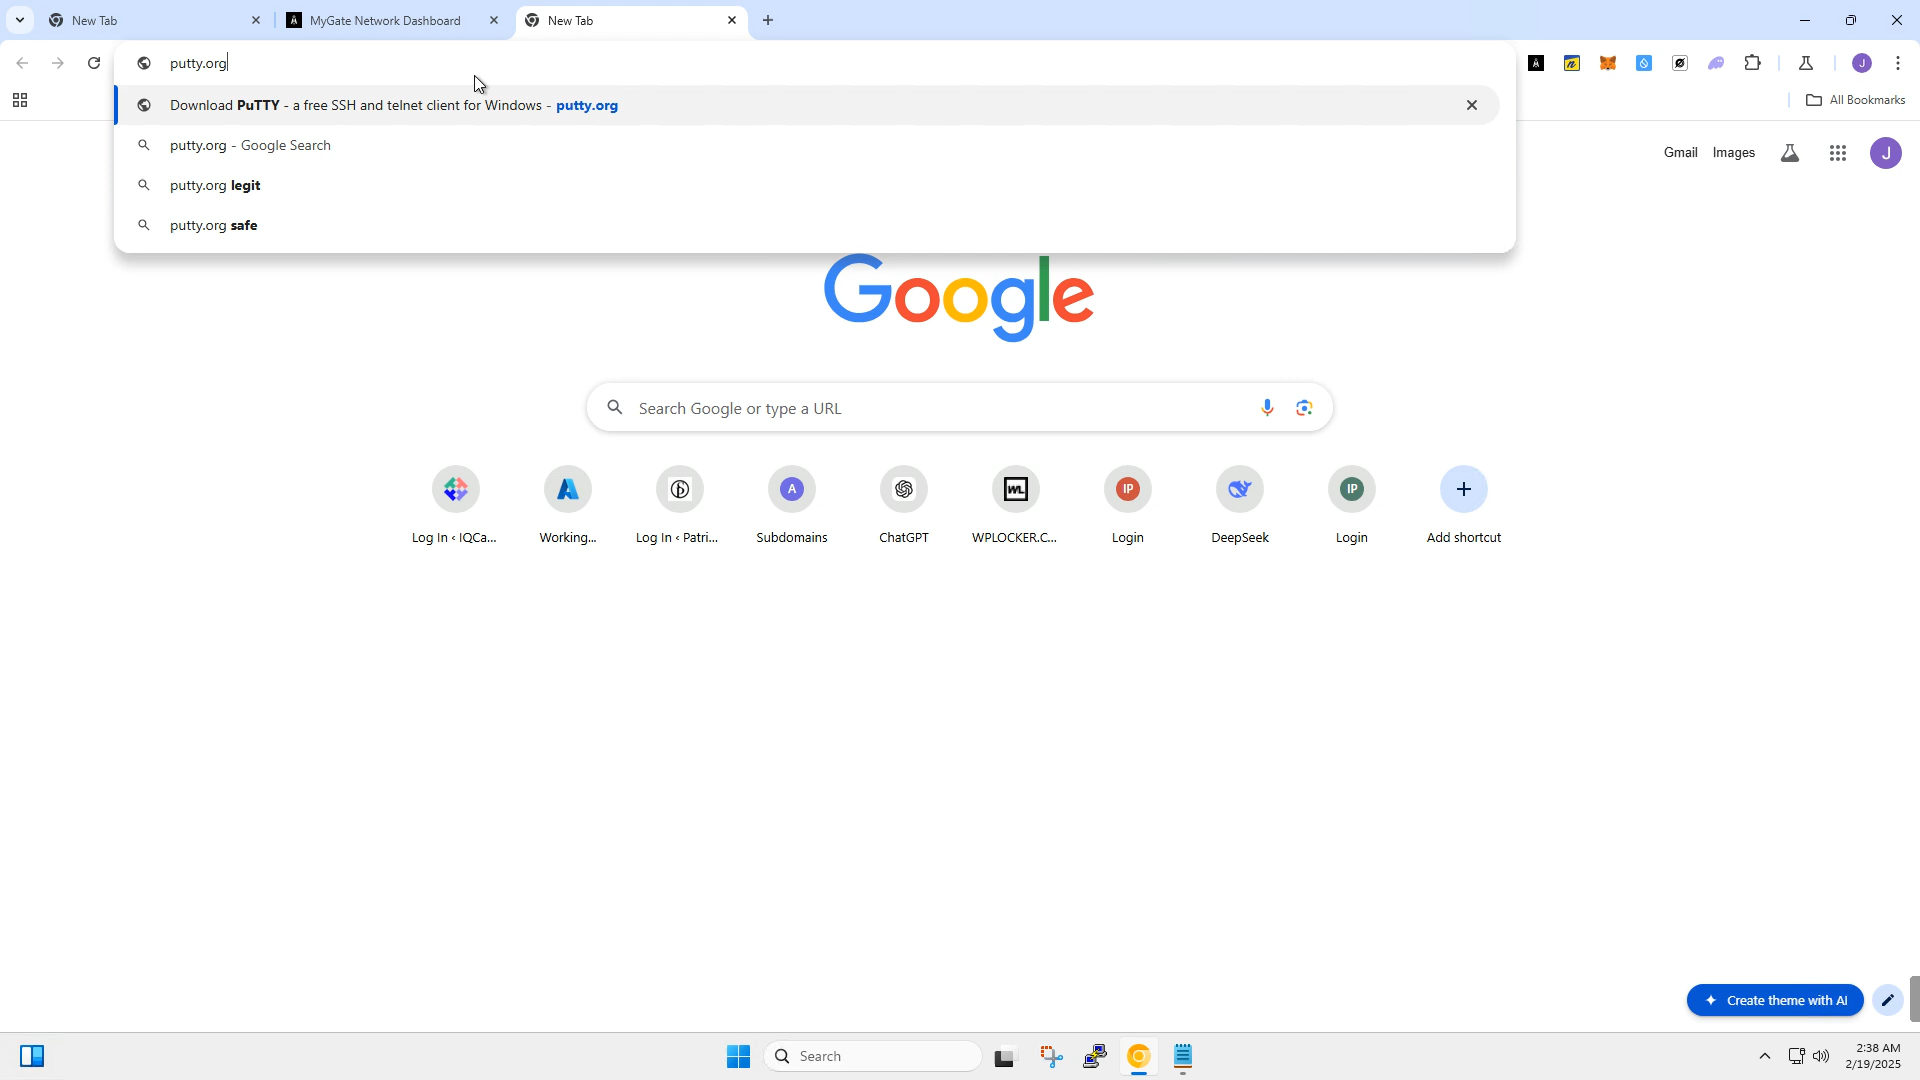 New Tab
MyGate Network Dashboard
New Tab
putty.org
Download PuTTY - a free SSH and telnet client for Windows - putty.org
putty.org - Google Search
putty.org legit
putty.org safe
All Bookmarks
J
Gmail
Images
J
Google
Search Google or type a URL
A
WL
IP
IP
Log In ‹ IQCa...
Working...
Log In ‹ Patri...
Subdomains
ChatGPT
WPLOCKER.C...
Login
DeepSeek
Login
Add shortcut
Create theme with AI
Search
2:38 AM
2/19/2025